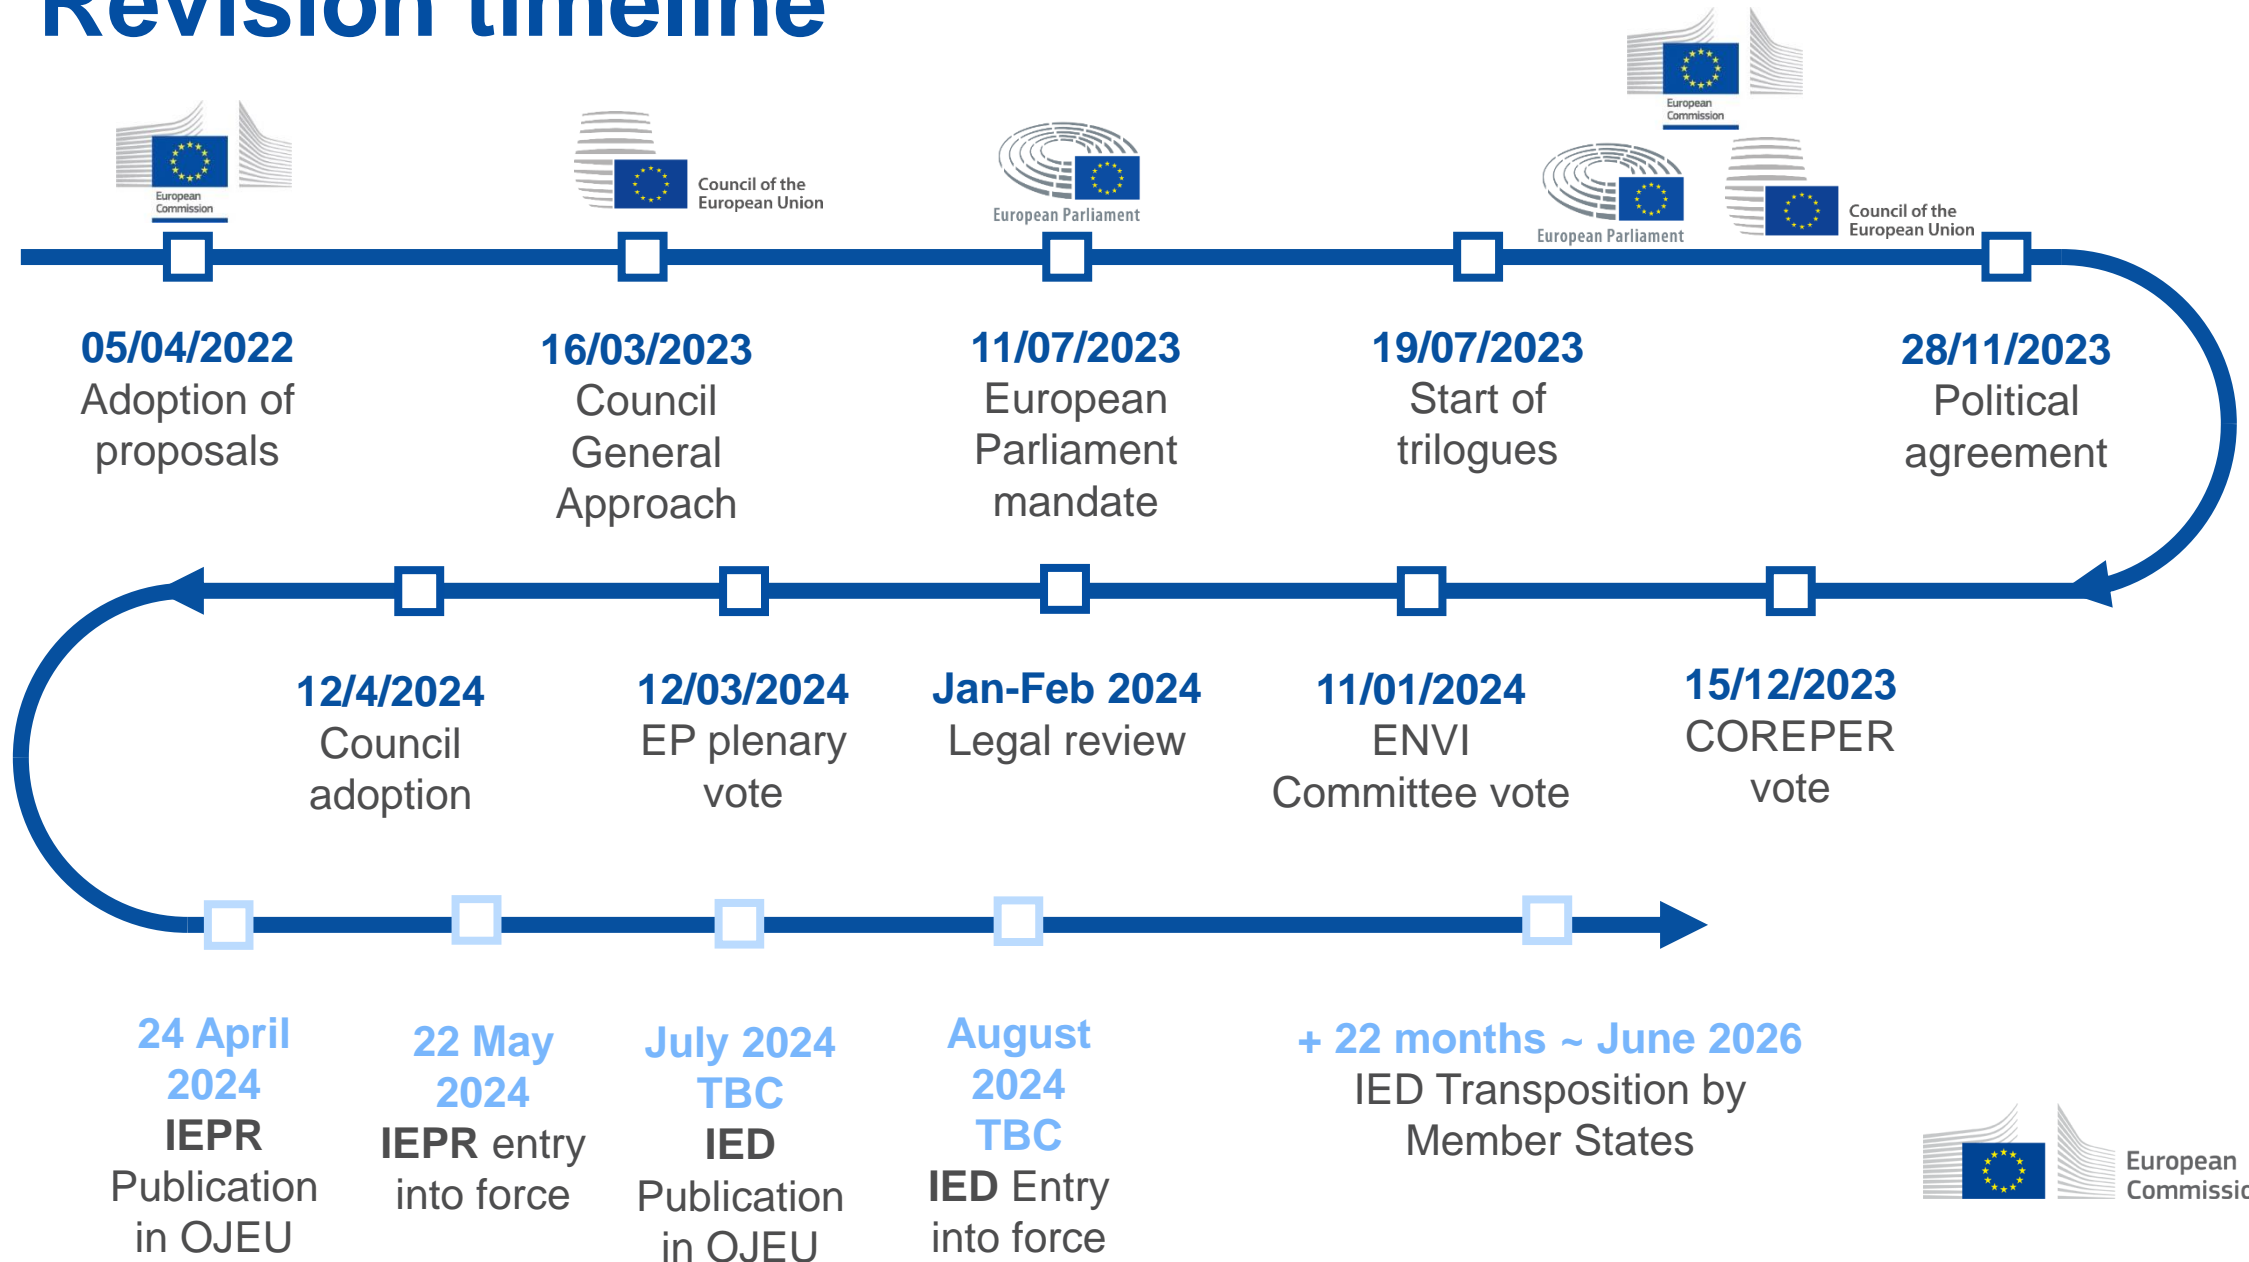 Revision timeline
European
Commission
Council of the
European Union
European Parliament
European
Commission
European Parliament
Council of the
European Union
05/04/2022
Adoption of
proposals
16/03/2023
Council
General
Approach
11/07/2023
European
Parliament
mandate
19/07/2023
Start of
trilogues
28/11/2023
Political
agreement
12/4/2024
Council
adoption
12/03/2024
EP plenary
vote
Jan-Feb 2024
Legal review
11/01/2024
ENVI
Committee vote
15/12/2023
COREPER
vote
24 April
2024
IEPR
Publication
in OJEU
22 May
2024
IEPR entry
into force
July 2024
TBC
IED
Publication
in OJEU
August
2024
TBC
IED Entry
into force
+ 22 months ~ June 2026
IED Transposition by
Member States
European
Commissio